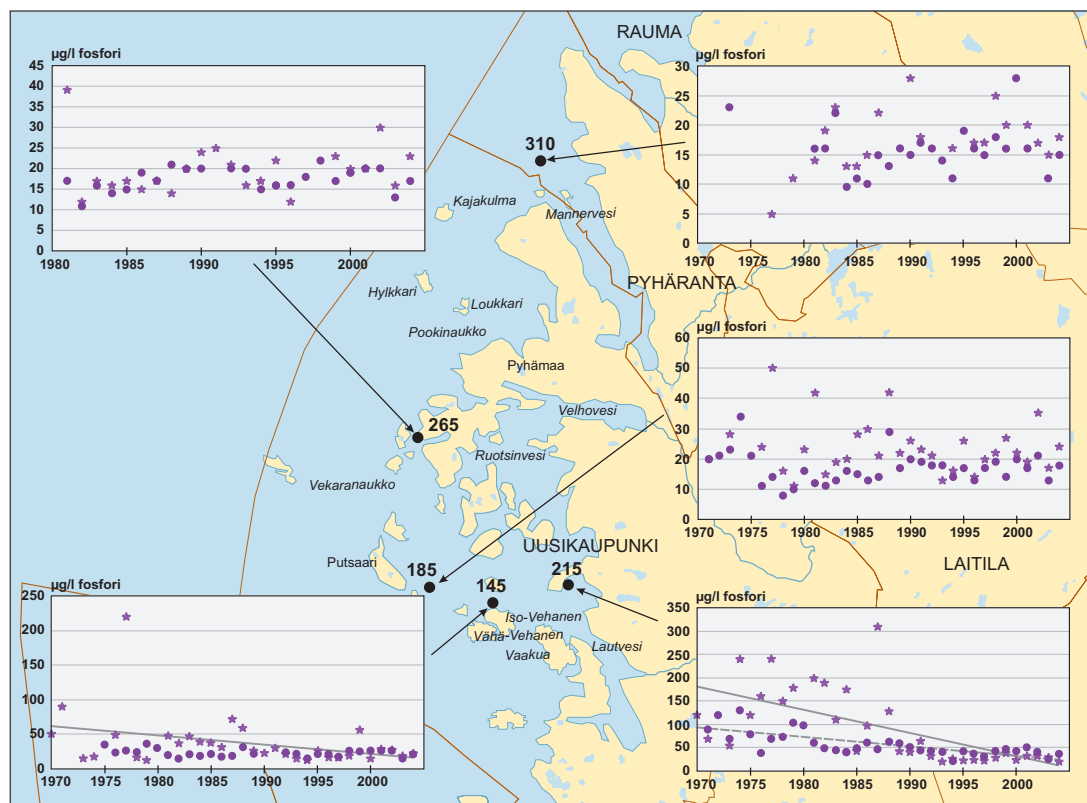 RAUMA
µg/l fosfori
45
40
35
30
25
20
15
10
5
0
1980 1985 1990 1995 2000
µg/l fosfori
30
25
20
15
10
5
0
1970 1975 1980 1985 1990 1995 2000
310
Kajakulma
Mannervesi
PYHÄRANTA
Hylkkari
Loukkari
Pookinaukko
µg/l fosfori
60
50
40
30
20
10
0
1970 1975 1980 1985 1990 1995 2000
Pyhämaa
Velhovesi
265
Ruotsinvesi
Vekaranaukko
UUSIKAUPUNKI
LAITILA
Putsaari
185
145
215
Iso-Vehanen
Vähä-Vehanen
Vaakua
Lautvesi
µg/l fosfori
250
200
150
100
50
0
1970 1975 1980 1985 1990 1995 2000
µg/l fosfori
350
300
250
200
150
100
50
0
1970 1975 1980 1985 1990 1995 2000